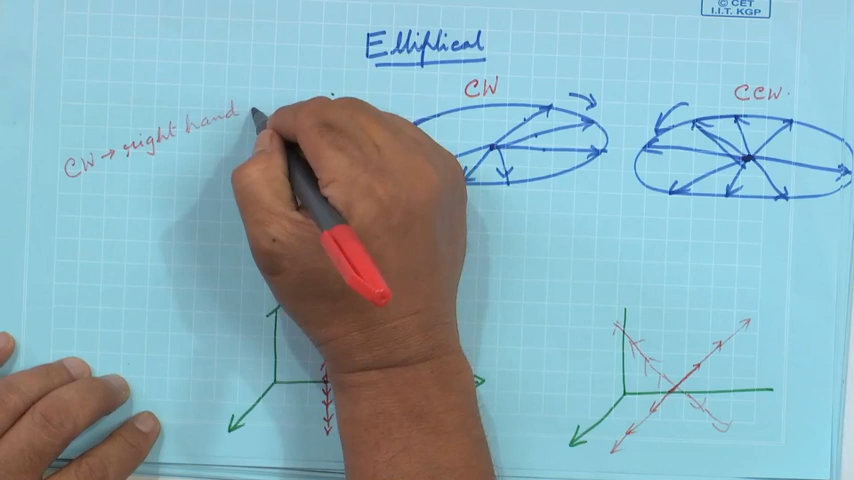 © CET
I.I.T. KGP
Elliptical
CW
CCW.
CW → right hand